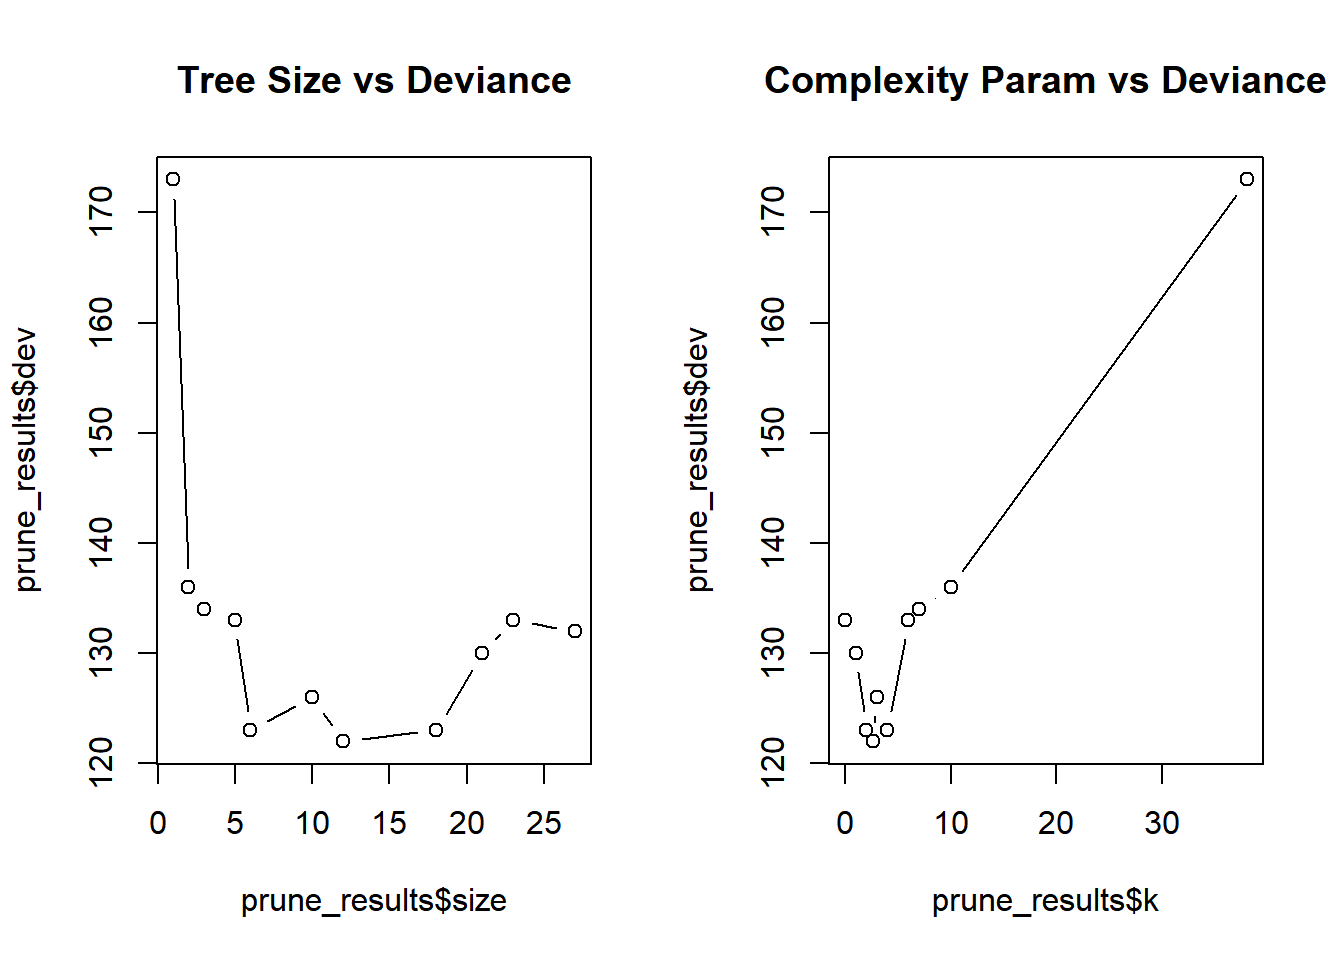 Tree Size vs Deviance
prune_results$dev
170
160
150
140
130
120
0 5 10 15 20 25
prune_results$size
Complexity Param vs Deviance
prune_results$dev
170
160
150
140
130
120
0 10 20 30
prune_results$k